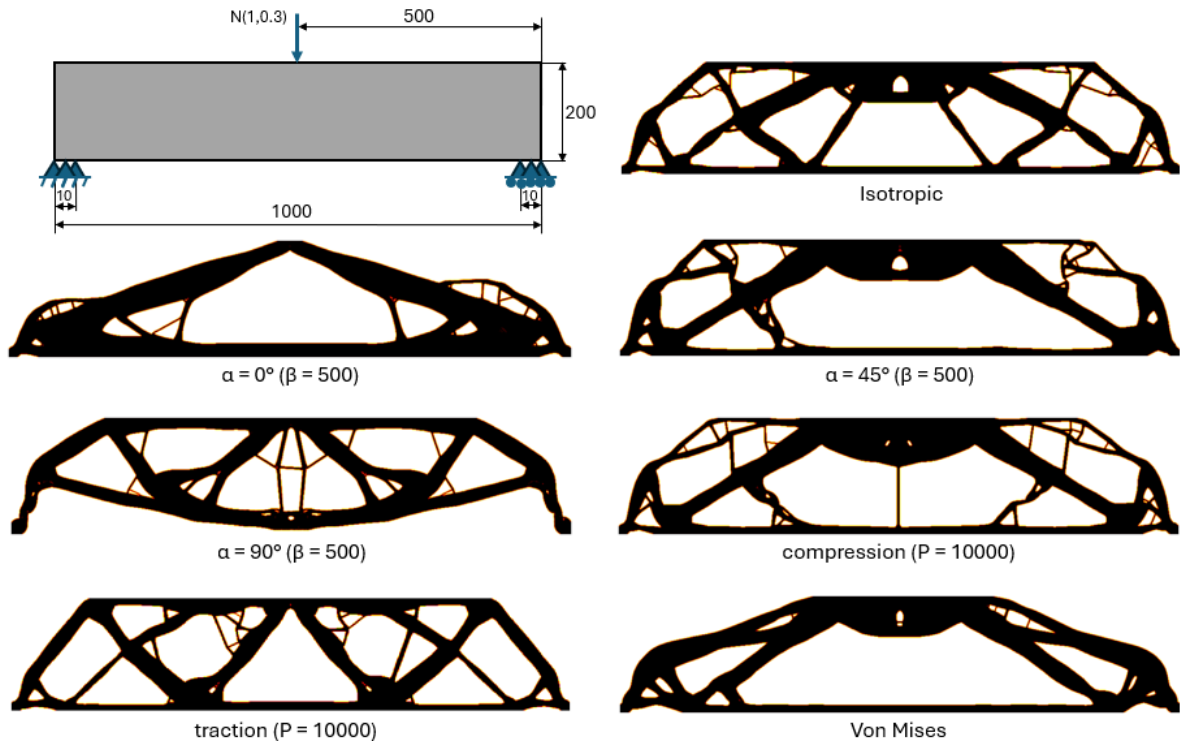 N(1,0.3)
500
200
10
10
1000
Isotropic
α = 0° (β = 500)
α = 45° (β = 500)
α = 90° (β = 500)
compression (P = 10000)
traction (P = 10000)
Von Mises